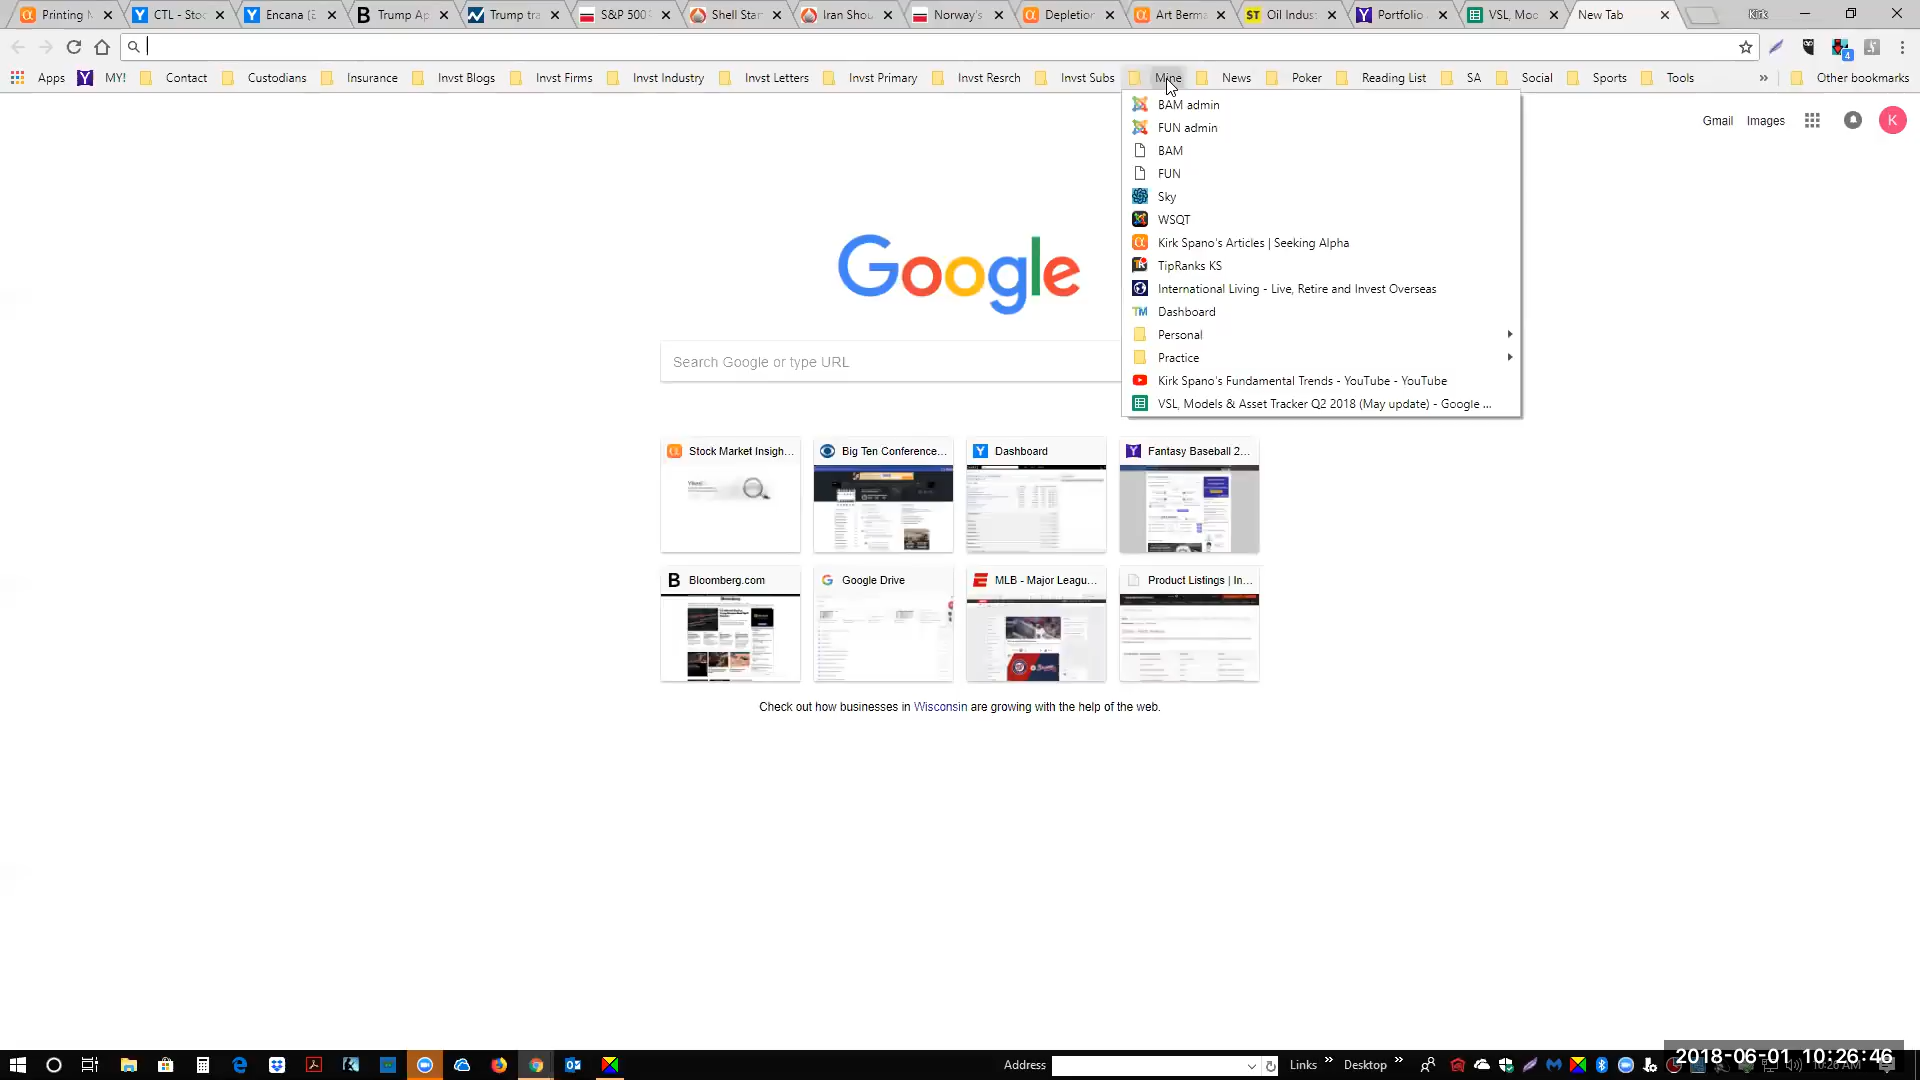 Printing N
CTL - Stoc
Encana (E
Trump Ap
Trump tra
S&P 500
Shell Star
Iran Shou
Norway's
Depletion
Art Berma
Oil Indus
Portfolio
VSL, Mod
New Tab
Kirk
Apps
MY!
Contact
Custodians
Insurance
Invst Blogs
Invst Firms
Invst Industry
Invst Letters
Invst Primary
Invst Resrch
Invst Subs
Mine
News
Poker
Reading List
SA
Social
Sports
Tools
»
Other bookmarks
BAM admin
FUN admin
BAM
FUN
Sky
WSQT
Kirk Spano's Articles | Seeking Alpha
TipRanks KS
International Living - Live, Retire and Invest Overseas
Dashboard
Personal
Practice
Kirk Spano's Fundamental Trends - YouTube - YouTube
VSL, Models & Asset Tracker Q2 2018 (May update) - Google ...
Gmail
Images
K
Google
Search Google or type URL
Stock Market Insigh...
Big Ten Conference...
Dashboard
Fantasy Baseball 2...
Bloomberg.com
Google Drive
MLB - Major Leagu...
Product Listings | In...
Check out how businesses in Wisconsin are growing with the help of the web.
Address
Links
Desktop
2018-06-01 10:26:46